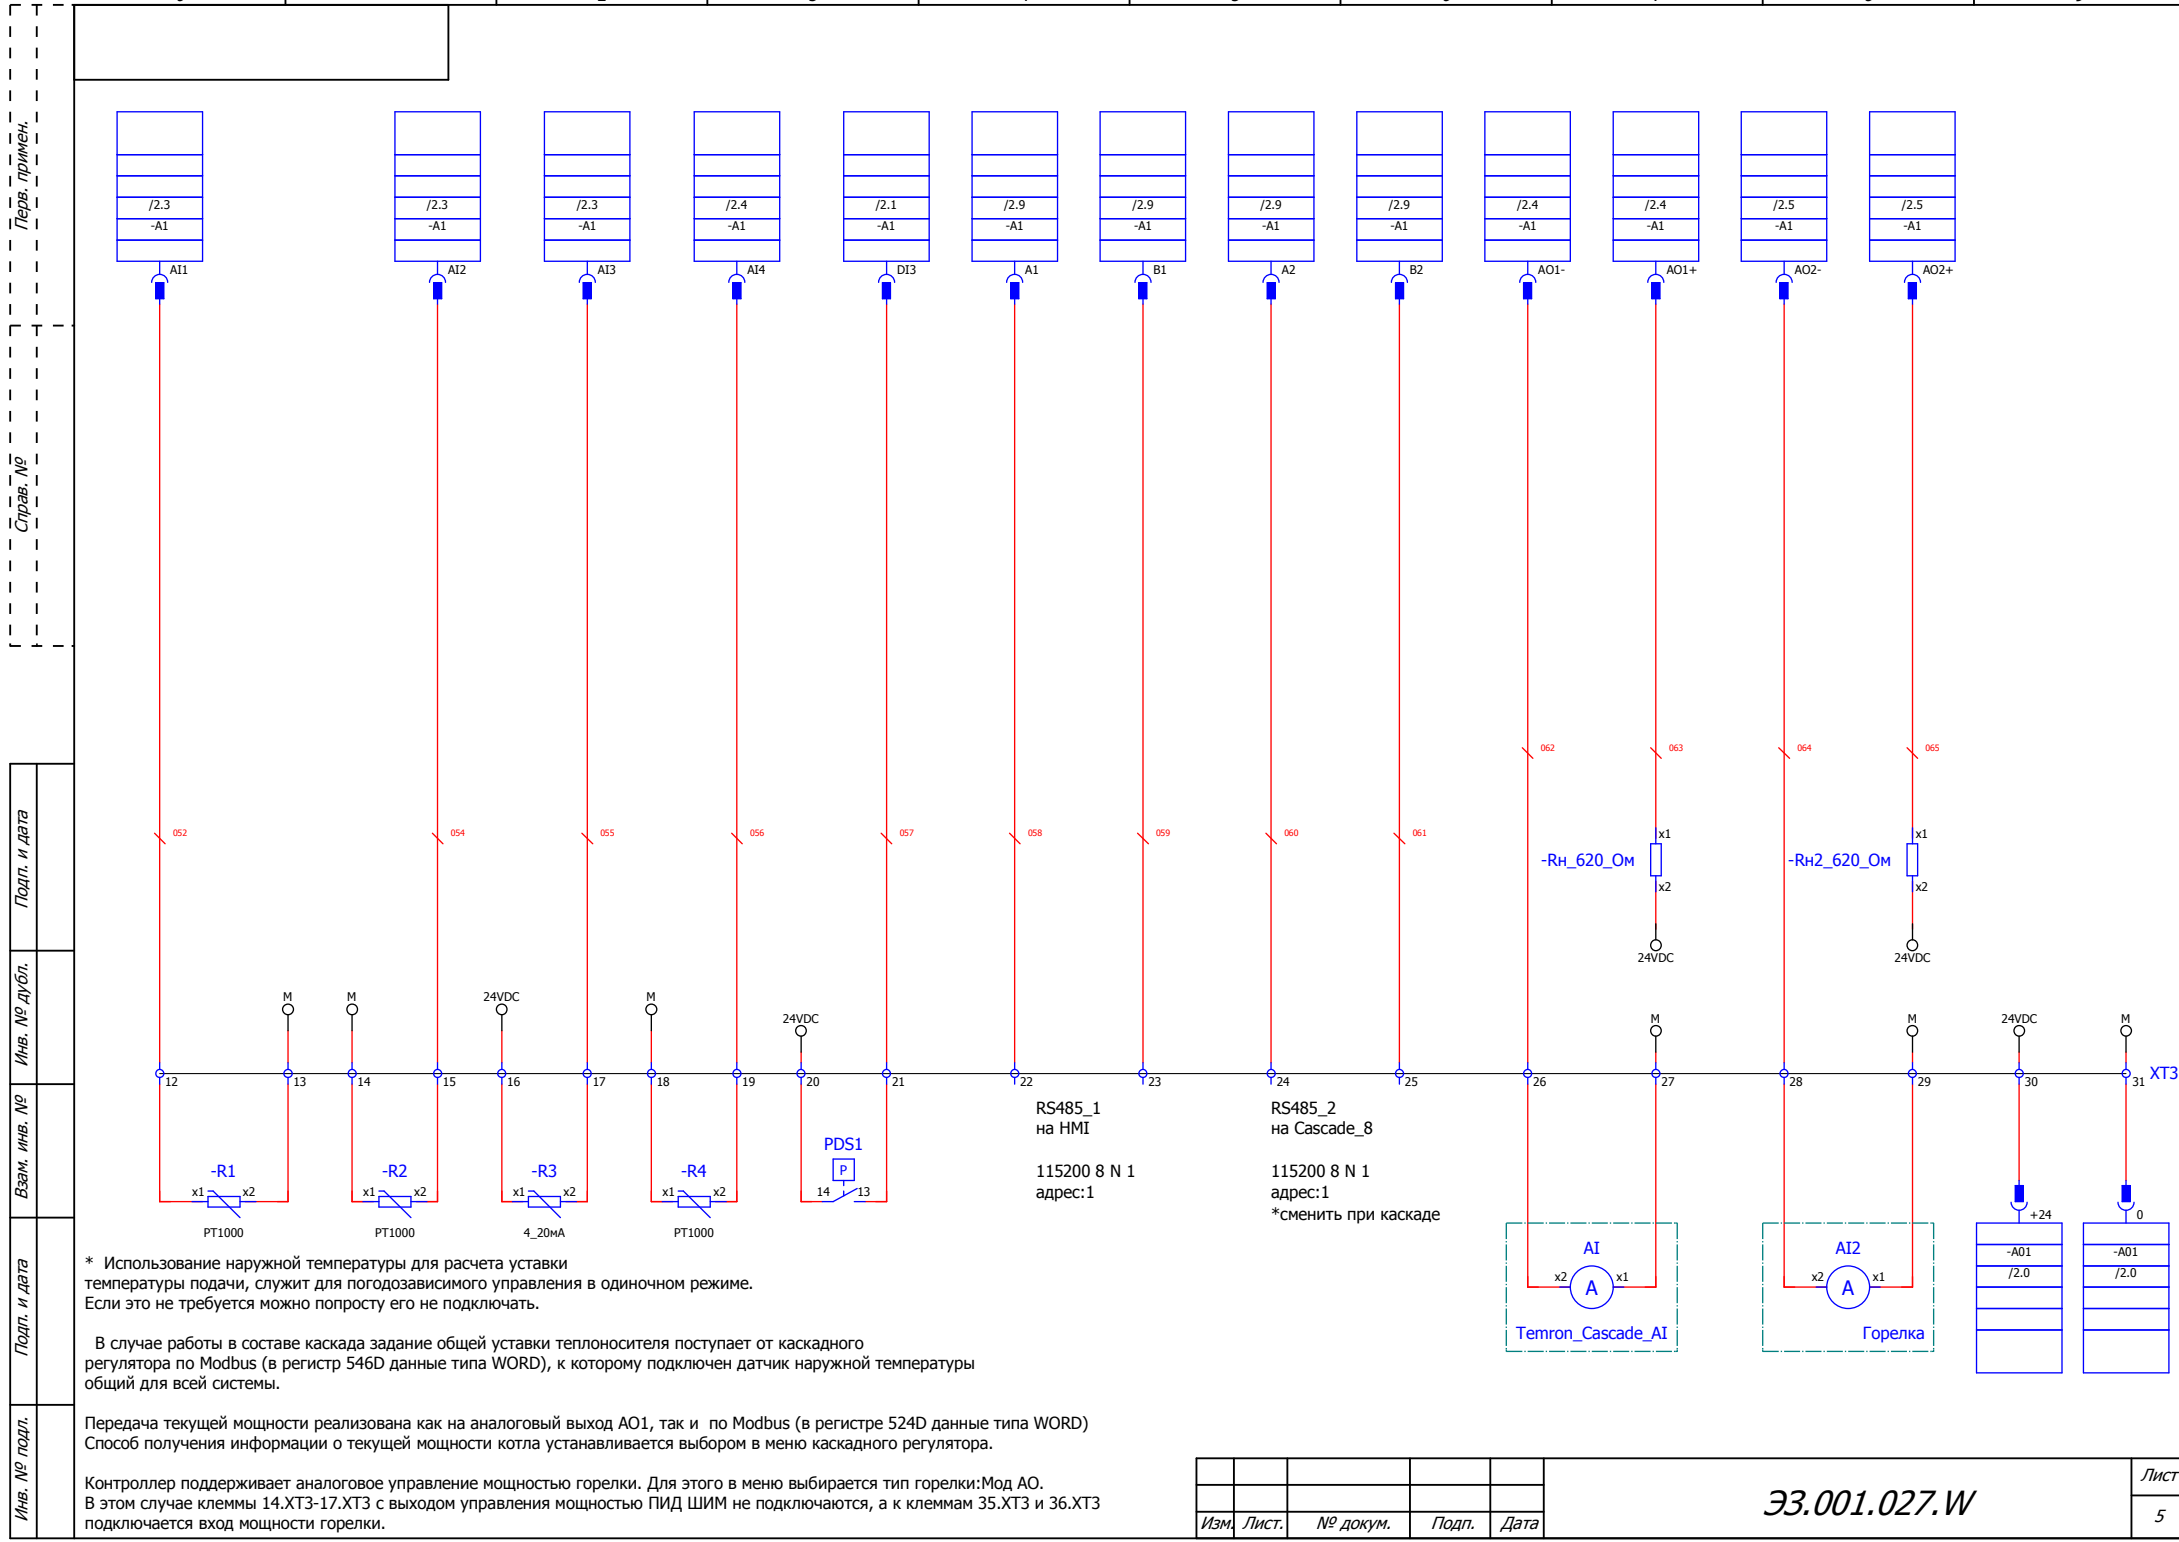 /2.3 /2.3 /2.3 /2.4 /2.1 /2.9 /2.9 /2.9 /2.9 /2.4 /2.4 /2.5 /2.5
-A1 -A1 -A1 -A1 -A1 -A1 -A1 -A1 -A1 -A1 -A1 -A1 -A1
AI1 AI2 AI3 AI4 DI3 A1 B1 A2 B2 AO1- AO1+ AO2- AO2+
062 063 064 065
052 054 055 056 057 058 059 060 061
x1 x1
-Rн_620_Ом -Rн2_620_Ом
x2 x2
24VDC 24VDC
M M 24VDC M
24VDC M M 24VDC M
12 13 14 15 16 17 18 19 20 21 22 23 24 25 26 27 28 29 30 31 XT3
RS485_1
на HMI
115200 8 N 1
адрес:1
RS485_2
на Cascade_8
115200 8 N 1
адрес:1
*сменить при каскаде
PDS1
P
14 13
-R1 -R2 -R3 -R4
x1 x2 x1 x2 x1 x2 x1 x2
PT1000 PT1000 4_20мА PT1000
AI
x2 A x1
Temron_Cascade_AI
AI2
x2 A x1
Горелка
+24 0
-A01 -A01
/2.0 /2.0
* Использование наружной температуры для расчета уставки
температуры подачи, служит для погодозависимого управления в одиночном режиме.
Если это не требуется можно попросту его не подключать.
В случае работы в составе каскада задание общей уставки теплоносителя поступает от каскадного
регулятора по Modbus (в регистр 546D данные типа WORD), к которому подключен датчик наружной температуры
общий для всей системы.
Передача текущей мощности реализована как на аналоговый выход АО1, так и по Modbus (в регистре 524D данные типа WORD)
Способ получения информации о текущей мощности котла устанавливается выбором в меню каскадного регулятора.
Контроллер поддерживает аналоговое управление мощностью горелки. Для этого в меню выбирается тип горелки:Мод АО.
В этом случае клеммы 14.XT3-17.XT3 с выходом управления мощностью ПИД ШИМ не подключаются, а к клеммам 35.XT3 и 36.XT3
подключается вход мощности горелки.
Перв. примен.
Справ. №
Подп. и дата
Инв. № дубл.
Взам. инв. №
Подп. и дата
Инв. № подл.
Изм. Лист. № докум. Подп. Дата
ЭЗ.001.027.W
Лист
5